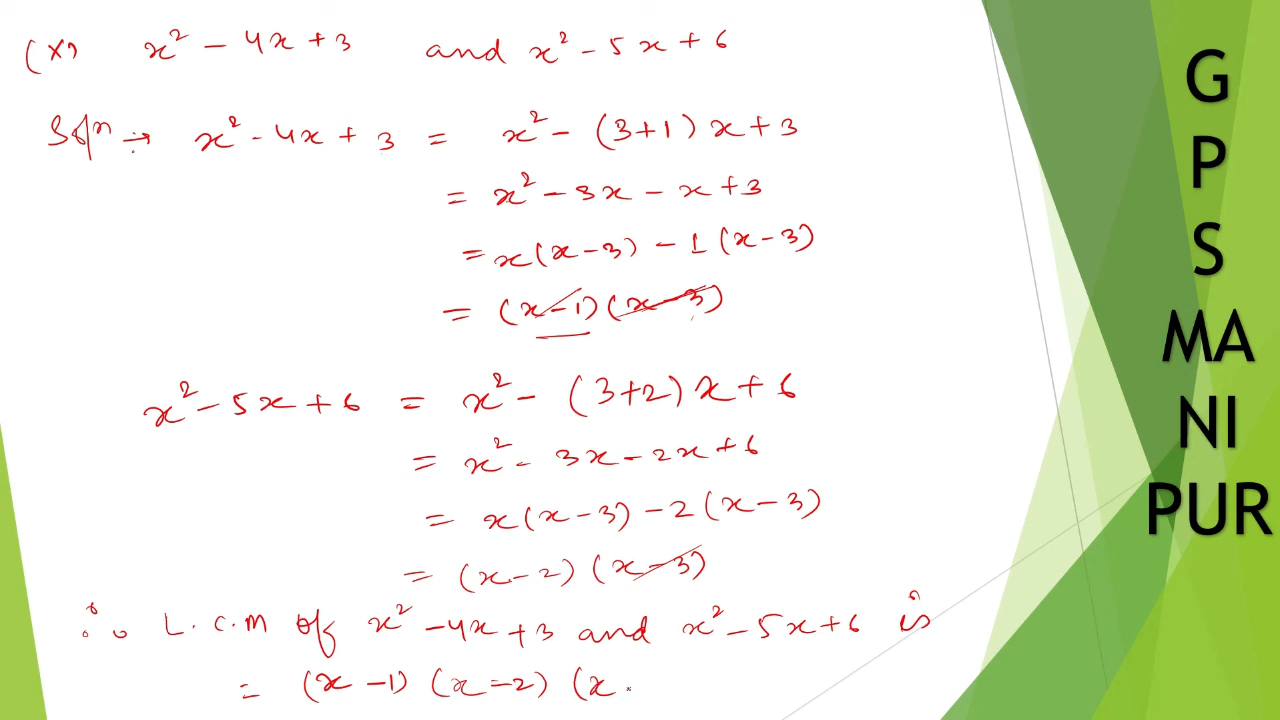 (x) x² - 4x + 3 and x² - 5x + 6
Solⁿ → x² - 4x + 3 = x² - (3+1) x + 3
= x² - 3x - x + 3
= x(x-3) - 1(x-3)
= (x-1)(x-3)
x² - 5x + 6 = x² - (3+2) x + 6
= x² - 3x - 2x + 6
= x(x-3) - 2(x-3)
= (x-2)(x-3)
∴ L.C.M of x² - 4x + 3 and x² - 5x + 6 is
= (x-1) (x-2) (x
G
P
S
MA
NI
PUR